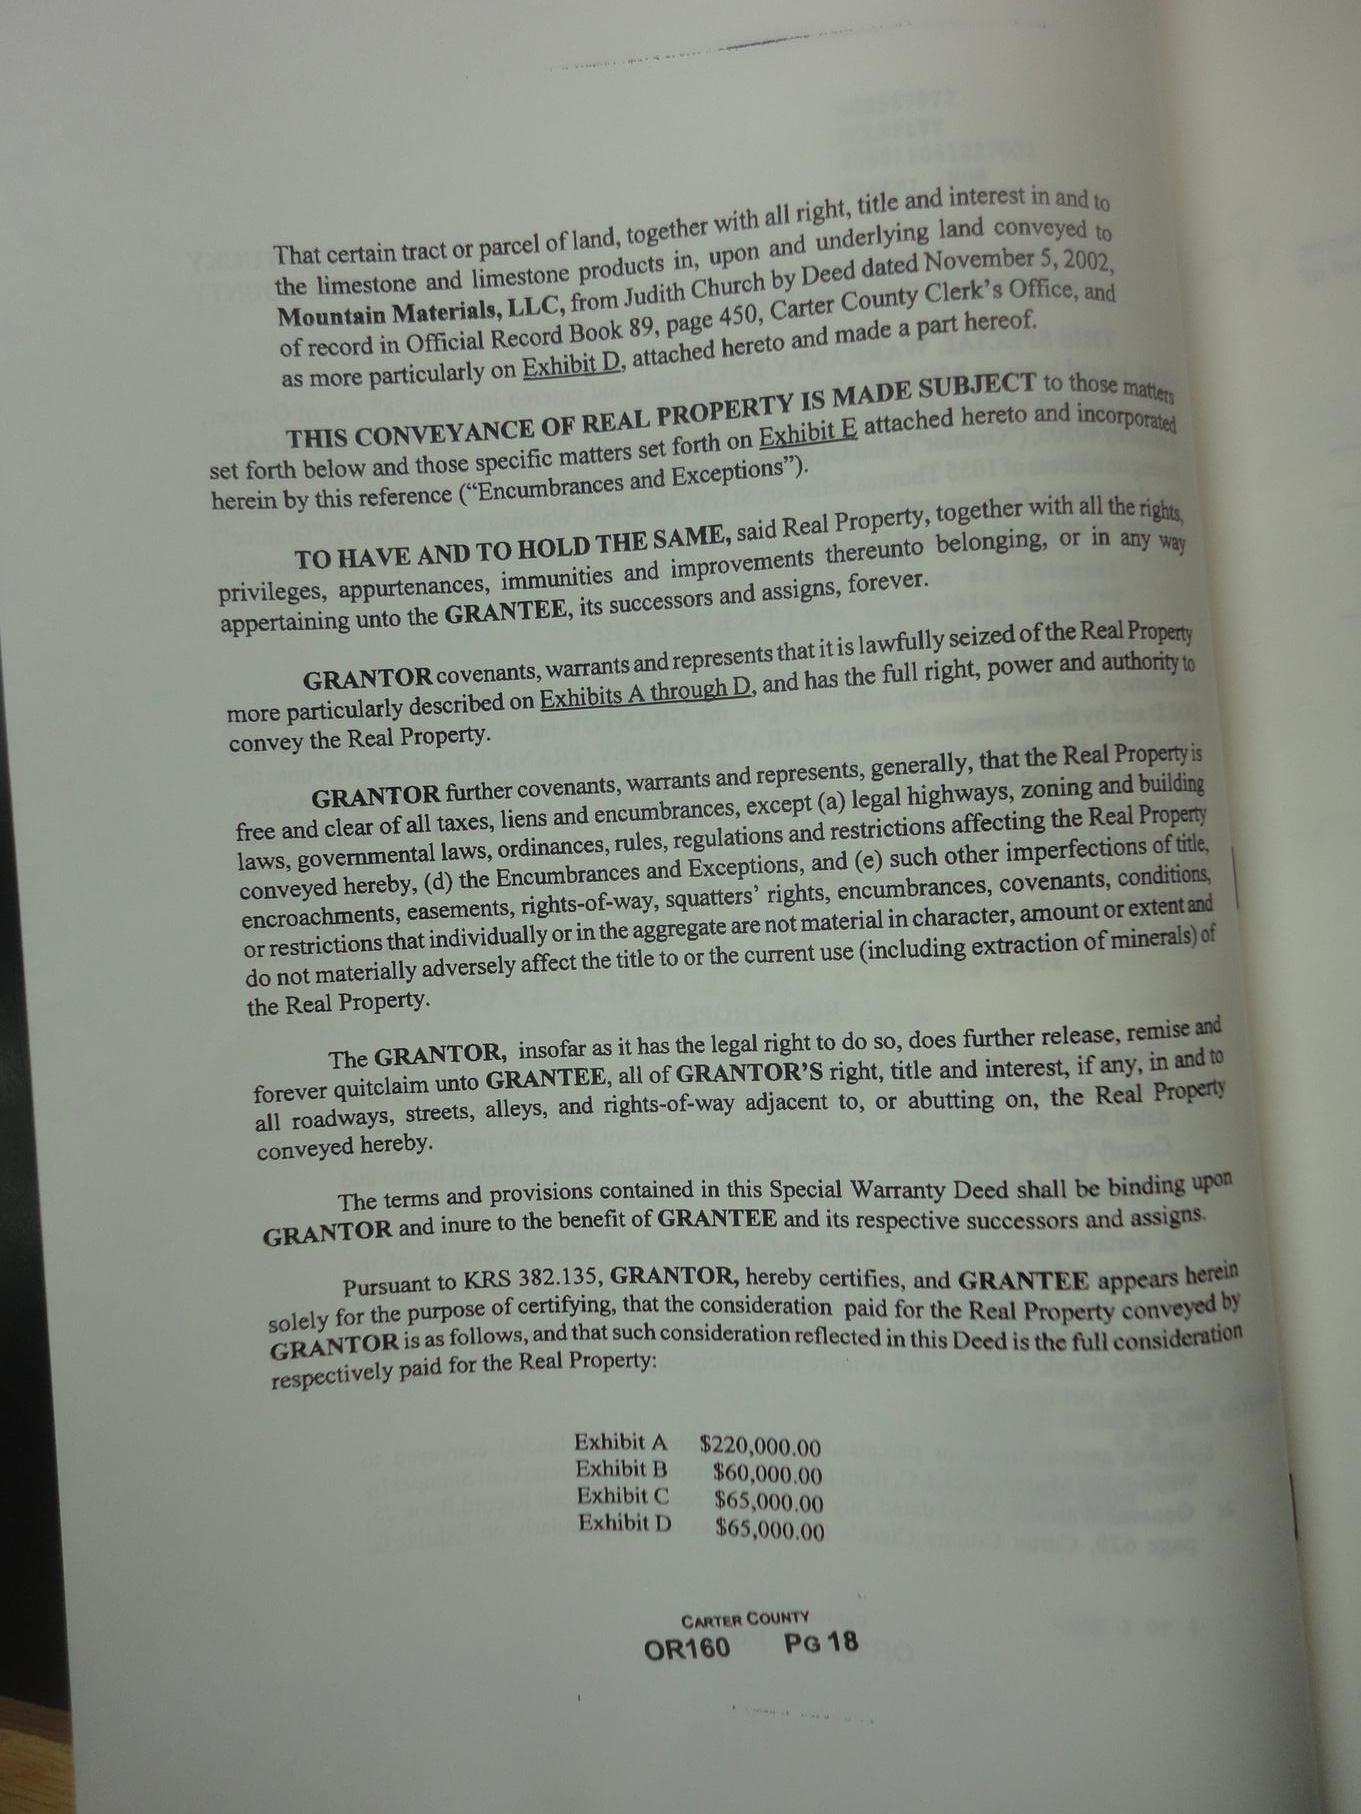 That certain tract or parcel of land, together with all right, title and interest in and to
the limestone and limestone products in, upon and underlying land conveyed to
Mountain Materials, LLC, from Judith Church by Deed dated November 5, 2002,
of record in Official Record Book 89, page 450, Carter County Clerk's Office, and
as more particularly on Exhibit D, attached hereto and made a part hereof.
THIS CONVEYANCE OF REAL PROPERTY IS MADE SUBJECT to those matters
set forth below and those specific matters set forth on Exhibit E attached hereto and incorporated
herein by this reference ("Encumbrances and Exceptions").
TO HAVE AND TO HOLD THE SAME, said Real Property, together with all the rights,
privileges, appurtenances, immunities and improvements thereunto belonging, or in any way
appertaining unto the GRANTEE, its successors and assigns, forever.
GRANTOR covenants, warrants and represents that it is lawfully seized of the Real Property
more particularly described on Exhibits A through D, and has the full right, power and authority to
convey the Real Property.
GRANTOR further covenants, warrants and represents, generally, that the Real Property is
free and clear of all taxes, liens and encumbrances, except (a) legal highways, zoning and building
laws, governmental laws, ordinances, rules, regulations and restrictions affecting the Real Property
conveyed hereby, (d) the Encumbrances and Exceptions, and (e) such other imperfections of title,
encroachments, easements, rights-of-way, squatters' rights, encumbrances, covenants, conditions,
or restrictions that individually or in the aggregate are not material in character, amount or extent and
do not materially adversely affect the title to or the current use (including extraction of minerals) of
the Real Property.
The GRANTOR, insofar as it has the legal right to do so, does further release, remise and
forever quitclaim unto GRANTEE, all of GRANTOR'S right, title and interest, if any, in and to
all roadways, streets, alleys, and rights-of-way adjacent to, or abutting on, the Real Property
conveyed hereby.
The terms and provisions contained in this Special Warranty Deed shall be binding upon
GRANTOR and inure to the benefit of GRANTEE and its respective successors and assigns.
Pursuant to KRS 382.135, GRANTOR, hereby certifies, and GRANTEE appears herein
solely for the purpose of certifying, that the consideration paid for the Real Property conveyed by
GRANTOR is as follows, and that such consideration reflected in this Deed is the full consideration
respectively paid for the Real Property:
Exhibit A $220,000.00
Exhibit B $60,000.00
Exhibit C $65,000.00
Exhibit D $65,000.00
CARTER COUNTY
OR160 PG 18